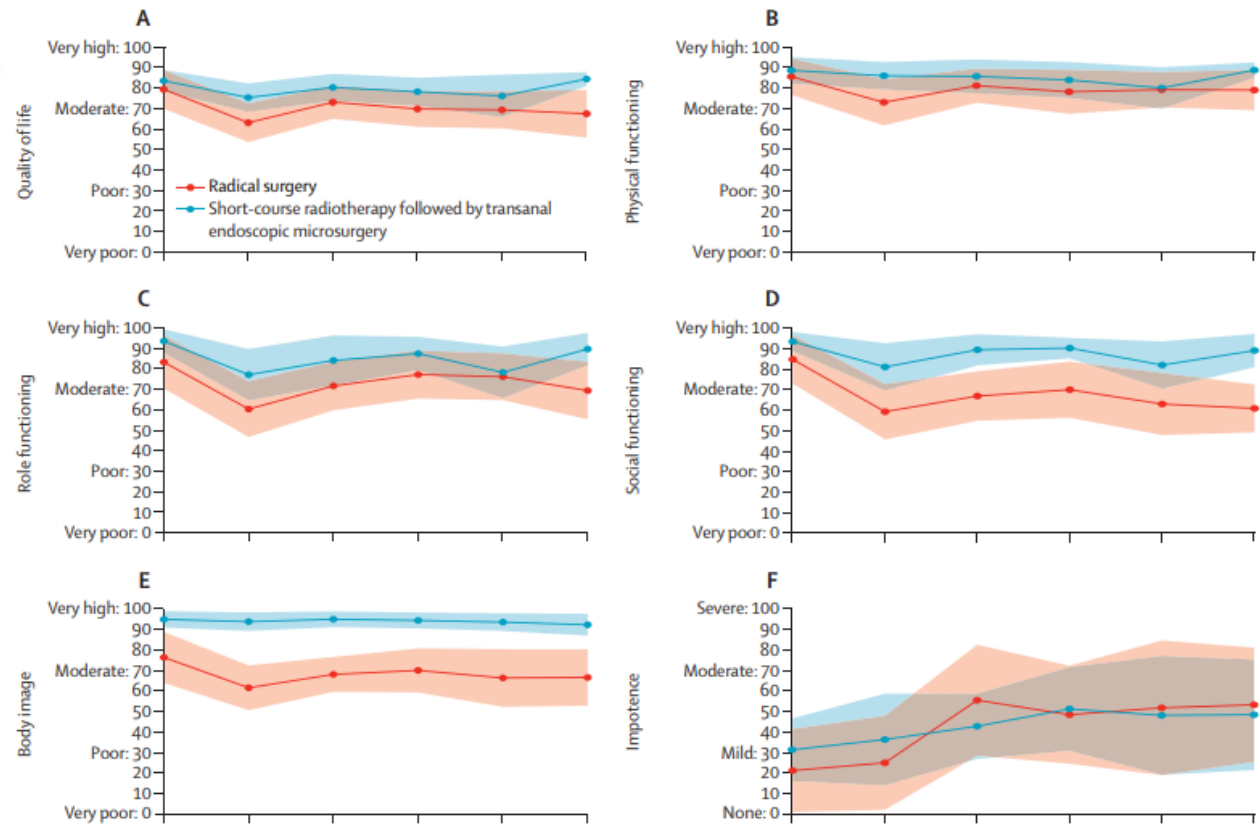 A
Quality of life
Very high: 100
90
80
Moderate: 70
60
50
40
Poor: 30
20
10
Very poor: 0
Radical surgery
Short-course radiotherapy followed by transanal
endoscopic microsurgery
B
Physical functioning
Very high: 100
90
80
Moderate: 70
60
50
40
Poor: 30
20
10
Very poor: 0
C
Role functioning
Very high: 100
90
80
Moderate: 70
60
50
40
Poor: 30
20
10
Very poor: 0
D
Social functioning
Very high: 100
90
80
Moderate: 70
60
50
40
Poor: 30
20
10
Very poor: 0
E
Body image
Very high: 100
90
80
Moderate: 70
60
50
40
Poor: 30
20
10
Very poor: 0
F
Impotence
Severe: 100
90
80
Moderate: 70
60
50
40
Mild: 30
20
10
None: 0